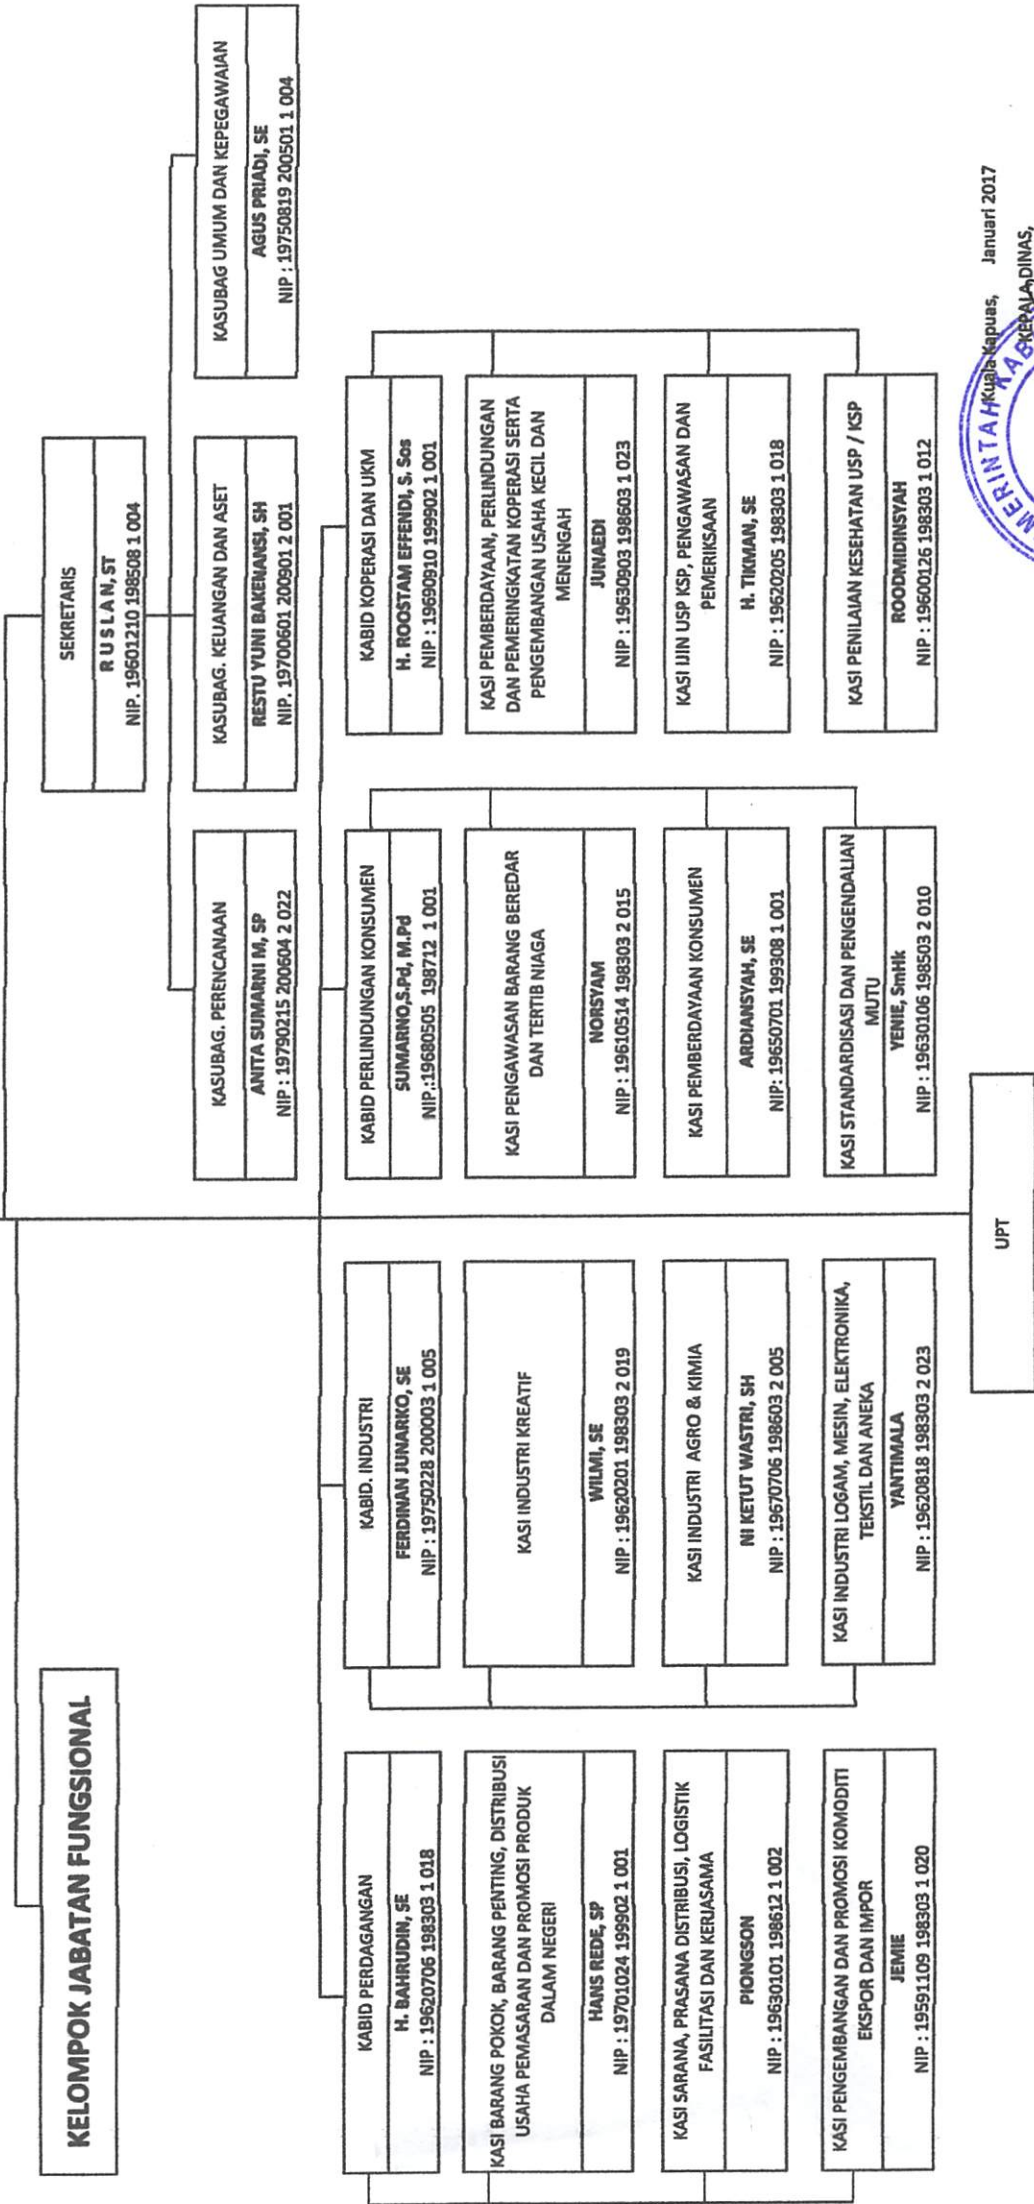 KELOMPOK JABATAN FUNGSIONAL
SEKRETARIS
R U S L A N, ST
NIP. 19601210 198508 1 004
KASUBAG. PERENCANAAN
ANITA SUMARNI M, SP
NIP : 19790215 200604 2 022
KASUBAG. KEUANGAN DAN ASET
RESTU YUNI BAKENANSI, SH
NIP. 19700601 200901 2 001
KASUBAG UMUM DAN KEPEGAWAIAN
AGUS PRIADI, SE
NIP : 19750819 200501 1 004
KABID PERDAGANGAN
H. BAHRUDIN, SE
NIP : 19620706 198303 1 018
KASI BARANG POKOK, BARANG PENTING, DISTRIBUSI
USAHA PEMASARAN DAN PROMOSI PRODUK
DALAM NEGERI
HANS REDE, SP
NIP : 19701024 199902 1 001
KASI SARANA, PRASANA DISTRIBUSI, LOGISTIK
FASILITASI DAN KERJASAMA
PIONGSON
NIP : 19630101 198612 1 002
KASI PENGEMBANGAN DAN PROMOSI KOMODITI
EKSPOR DAN IMPOR
JEMIE
NIP : 19591109 198303 1 020
KABID. INDUSTRI
FERDINAN JUNARKO, SE
NIP : 19750228 200003 1 005
KASI INDUSTRI KREATIF
WILMI, SE
NIP : 19620201 198303 2 019
KASI INDUSTRI AGRO & KIMIA
NI KETUT WASTRI, SH
NIP : 19670706 198603 2 005
KASI INDUSTRI LOGAM, MESIN, ELEKTRONIKA,
TEKSTIL DAN ANEKA
YANTIMALA
NIP : 19620818 198303 2 023
KABID PERLINDUNGAN KONSUMEN
SUMARNO,S.Pd, M.Pd
NIP.:19680505 198712 1 001
KASI PENGAWASAN BARANG BEREDAR
DAN TERTIB NIAGA
NORSYAM
NIP : 19610514 198303 2 015
KASI PEMBERDAYAAN KONSUMEN
ARDIANSYAH, SE
NIP: 19650701 199308 1 001
KASI STANDARDISASI DAN PENGENDALIAN
MUTU
YENIE, SmHk
NIP : 19630106 198503 2 010
KABID KOPERASI DAN UKM
H. ROOSTAM EFFENDI, S. Sos
NIP : 19690910 199902 1 001
KASI PEMBERDAYAAN, PERLINDUNGAN
DAN PEMERINGKATAN KOPERASI SERTA
PENGEMBANGAN USAHA KECIL DAN
MENENGAH
JUNAEDI
NIP : 19630903 198603 1 023
KASI IJIN USP KSP, PENGAWASAN DAN
PEMERIKSAAN
H. TIKMAN, SE
NIP : 19620205 198303 1 018
KASI PENILAIAN KESEHATAN USP / KSP
ROODMIDINSYAH
NIP : 19600126 198303 1 012
UPT
Kuala Kapuas, Januari 2017
KEPALA DINAS,
MERINTAH KAB